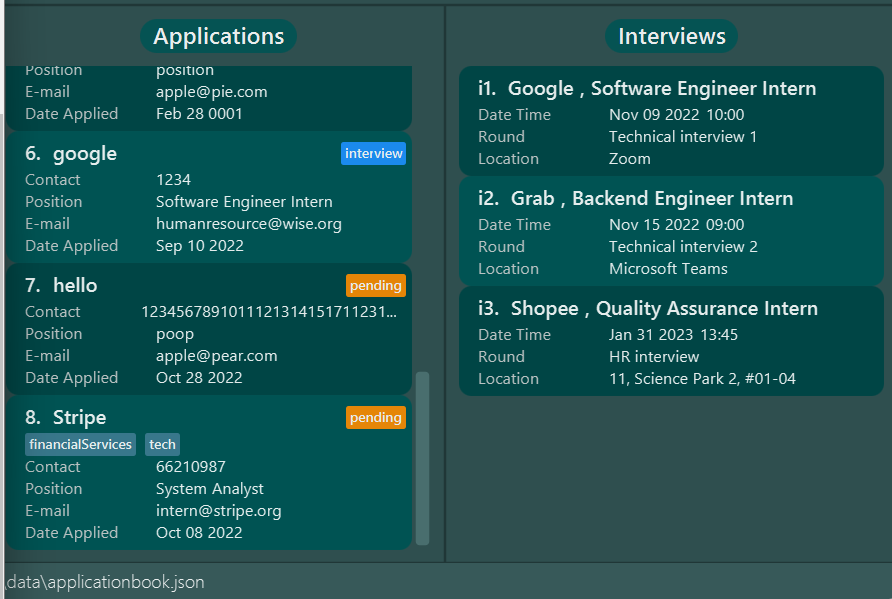 Applications
Position position
E-mail apple@pie.com
Date Applied Feb 28 0001
6. google interview
Contact 1234
Position Software Engineer Intern
E-mail humanresource@wise.org
Date Applied Sep 10 2022
7. hello pending
Contact 1234567891011121314151711231...
Position poop
E-mail apple@pear.com
Date Applied Oct 28 2022
8. Stripe pending
financialServices tech
Contact 66210987
Position System Analyst
E-mail intern@stripe.org
Date Applied Oct 08 2022
Interviews
i1. Google , Software Engineer Intern
Date Time Nov 09 2022 10:00
Round Technical interview 1
Location Zoom
i2. Grab , Backend Engineer Intern
Date Time Nov 15 2022 09:00
Round Technical interview 2
Location Microsoft Teams
i3. Shopee , Quality Assurance Intern
Date Time Jan 31 2023 13:45
Round HR interview
Location 11, Science Park 2, #01-04
\data\applicationbook.json